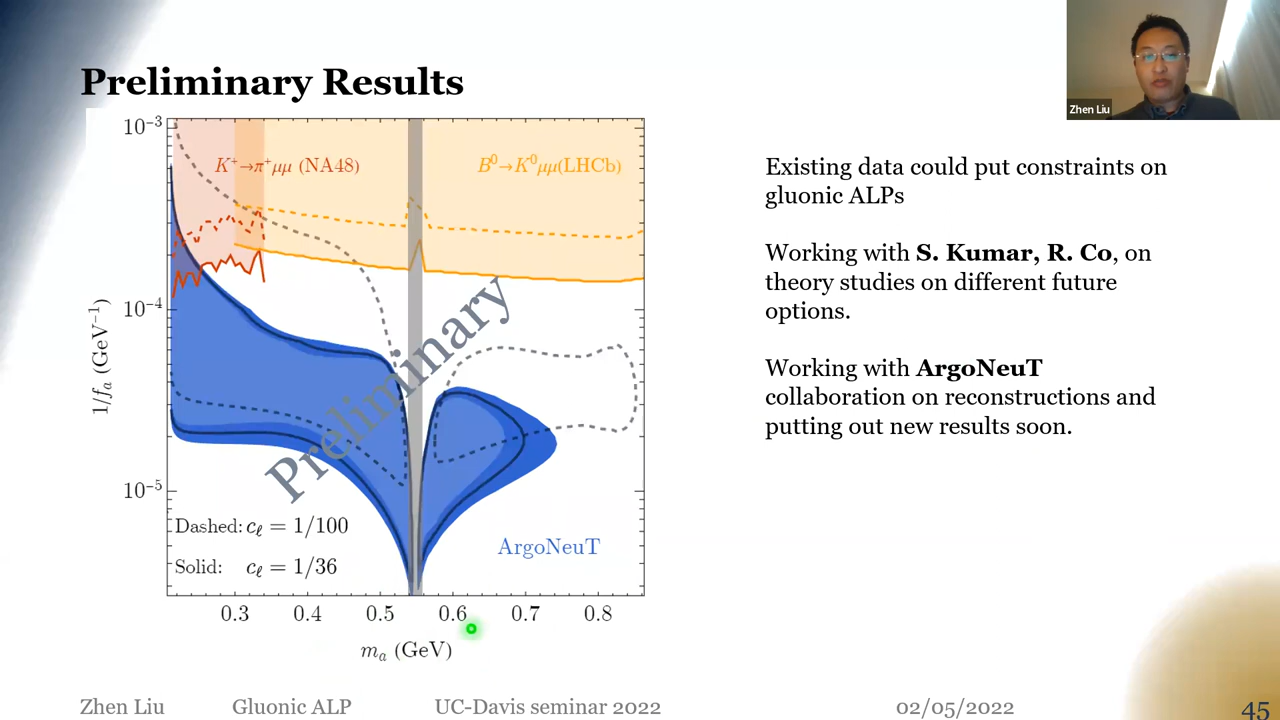 Preliminary Results
Zhen Liu
10⁻³
10⁻⁴
10⁻⁵
1/fₐ (GeV⁻¹)
K⁺→π⁺μμ (NA48)
B⁰→K⁰μμ(LHCb)
Preliminary
Dashed: c_ℓ = 1/100
Solid: c_ℓ = 1/36
ArgoNeuT
0.3 0.4 0.5 0.6 0.7 0.8
mₐ (GeV)
Existing data could put constraints on
gluonic ALPs
Working with S. Kumar, R. Co, on
theory studies on different future
options.
Working with ArgoNeuT
collaboration on reconstructions and
putting out new results soon.
Zhen Liu Gluonic ALP UC-Davis seminar 2022 02/05/2022 45